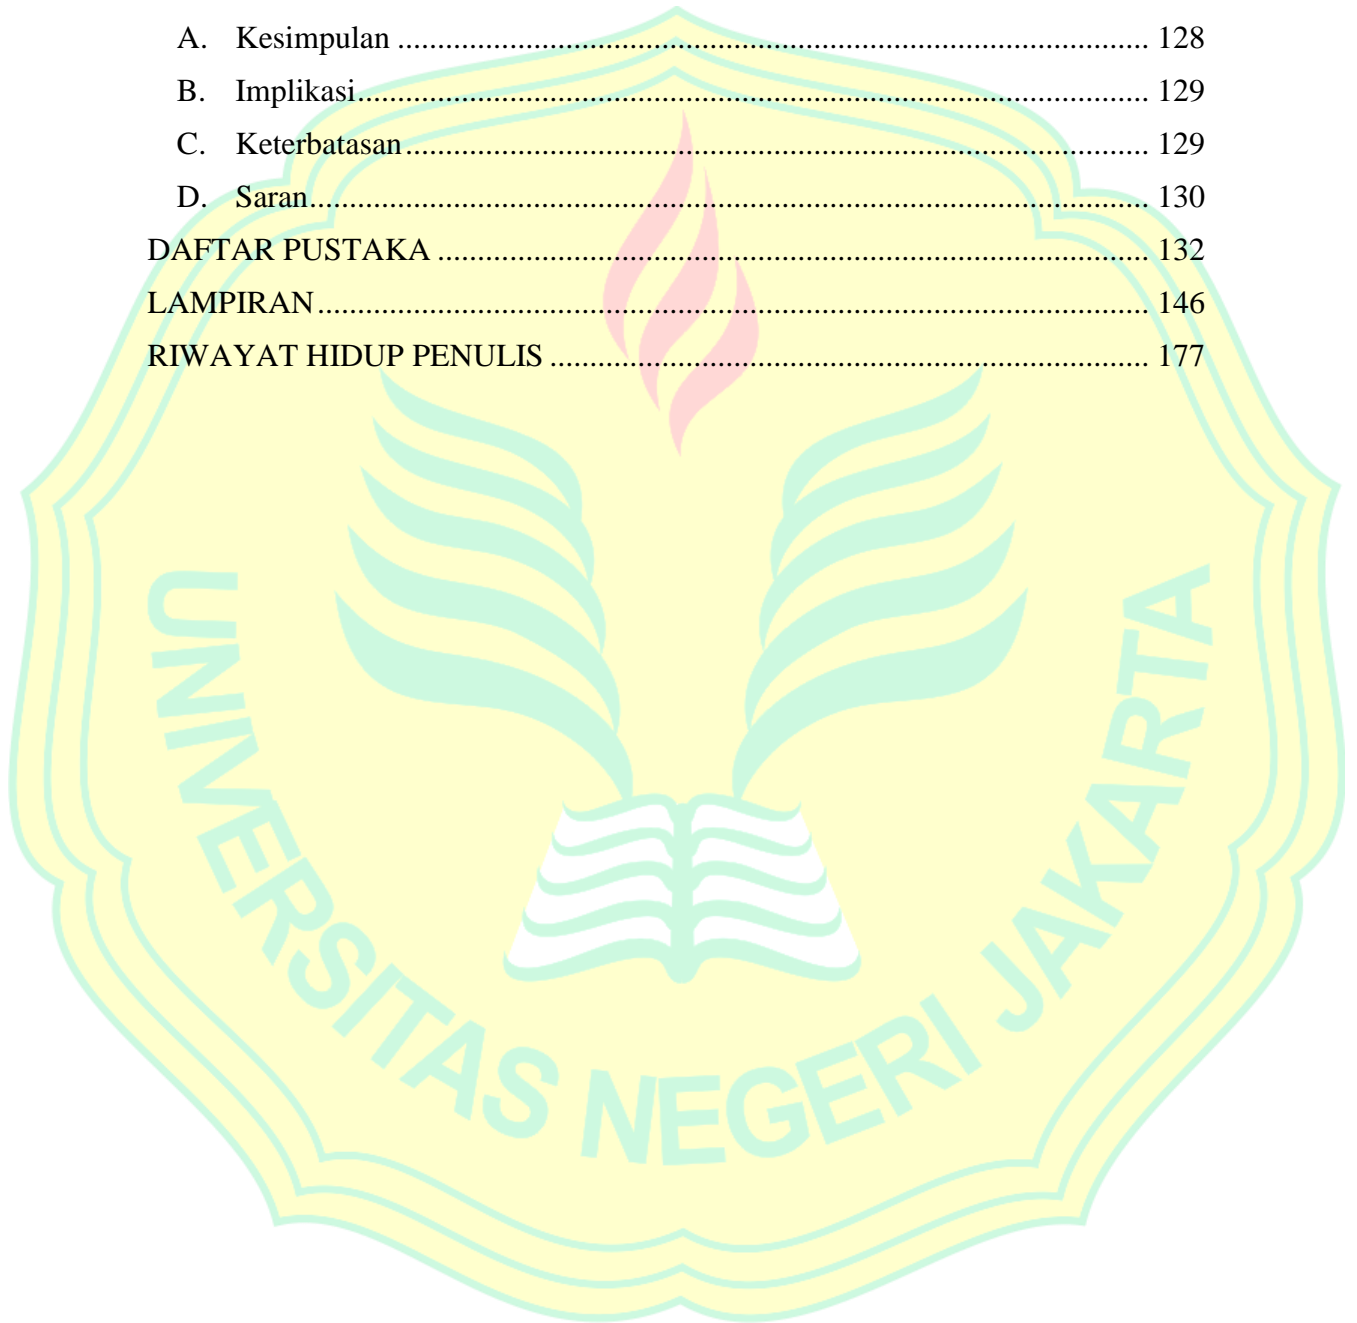 A. Kesimpulan .............................................................................................. 128
B. Implikasi................................................................................................... 129
C. Keterbatasan............................................................................................. 129
D. Saran......................................................................................................... 130
DAFTAR PUSTAKA ......................................................................................... 132
LAMPIRAN........................................................................................................ 146
RIWAYAT HIDUP PENULIS ........................................................................... 177
UNIVERSITAS NEGERI JAKARTA